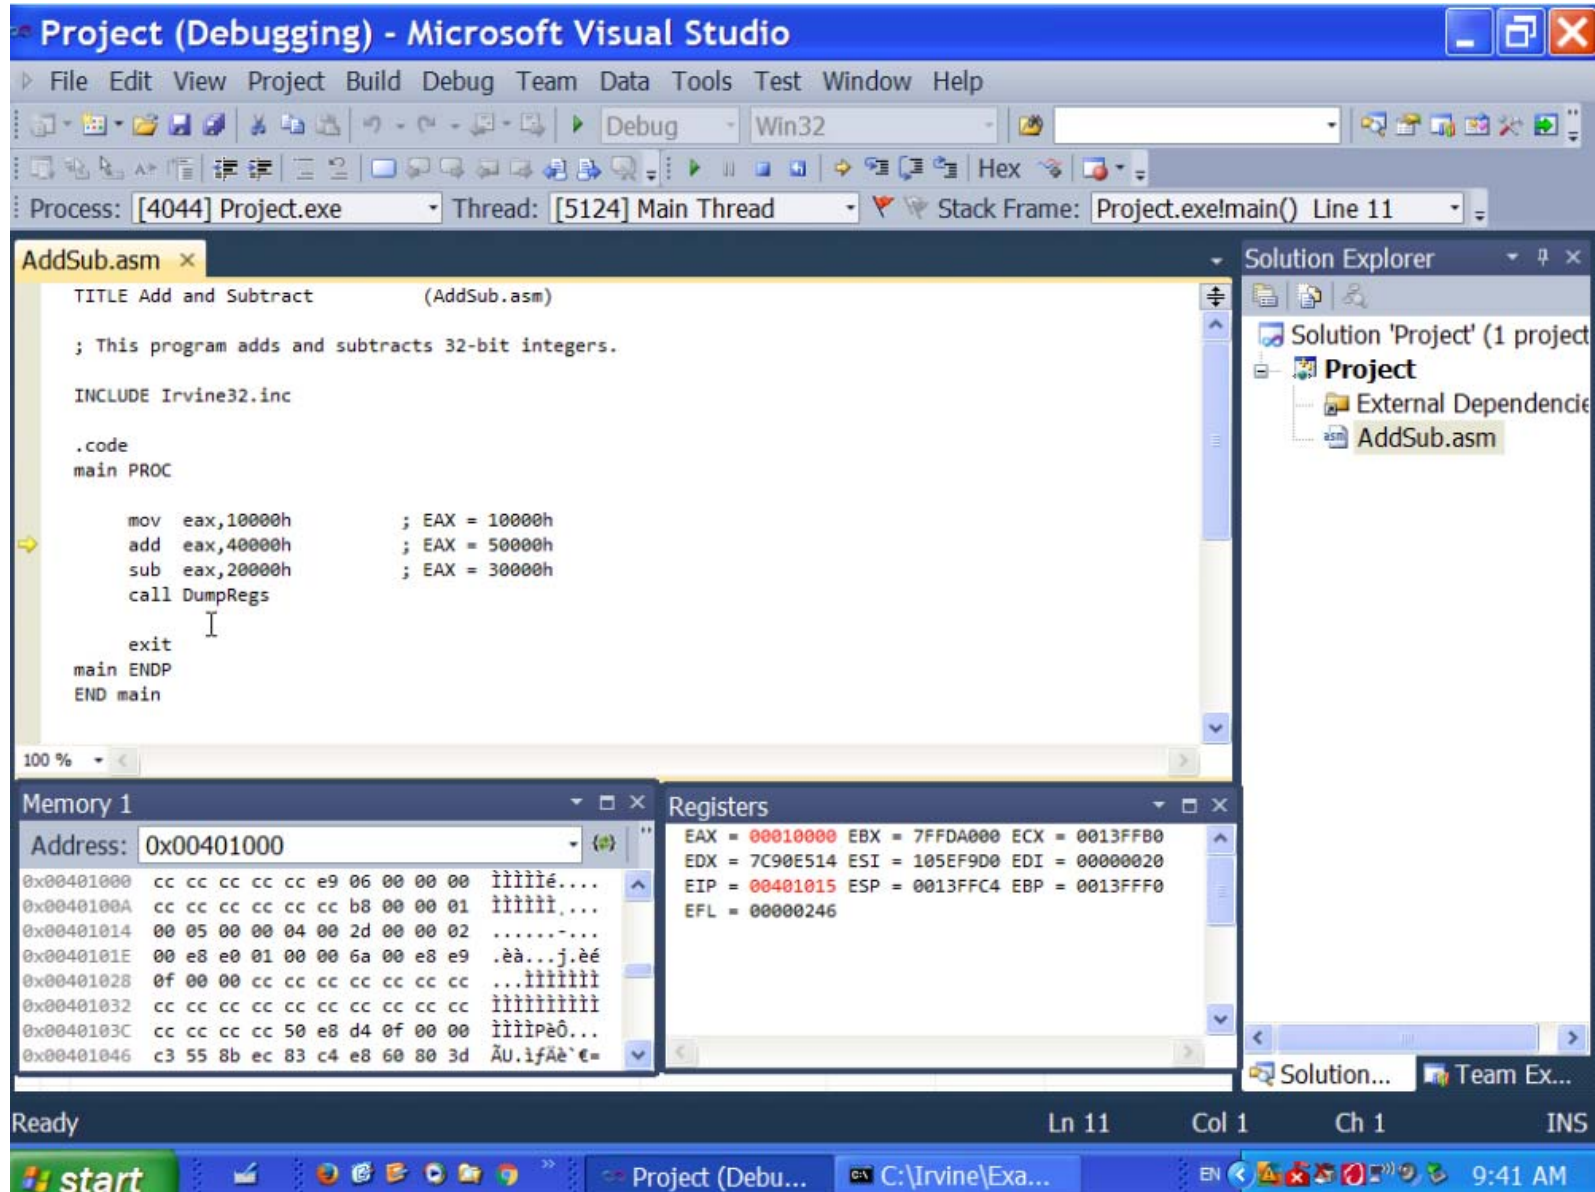 Project (Debugging) - Microsoft Visual Studio
File Edit View Project Build Debug Team Data Tools Test Window Help
Debug Win32
Hex
Process: [4044] Project.exe Thread: [5124] Main Thread Stack Frame: Project.exe!main() Line 11
AddSub.asm
TITLE Add and Subtract (AddSub.asm)
; This program adds and subtracts 32-bit integers.
INCLUDE Irvine32.inc
.code
main PROC
mov eax,10000h ; EAX = 10000h
add eax,40000h ; EAX = 50000h
sub eax,20000h ; EAX = 30000h
call DumpRegs
exit
main ENDP
END main
100 %
Solution Explorer
Solution 'Project' (1 project
Project
External Dependencie
AddSub.asm
Solution... Team Ex...
Memory 1
Address: 0x00401000
0x00401000 cc cc cc cc cc e9 06 00 00 00 ÌÌÌÌÌé....
0x0040100A cc cc cc cc cc cc b8 00 00 01 ÌÌÌÌÌÌ¸...
0x00401014 00 05 00 00 04 00 2d 00 00 02 ......-...
0x0040101E 00 e8 e0 01 00 00 6a 00 e8 e9 .èà...j.èé
0x00401028 0f 00 00 cc cc cc cc cc cc cc ...ÌÌÌÌÌÌÌ
0x00401032 cc cc cc cc cc cc cc cc cc cc ÌÌÌÌÌÌÌÌÌÌ
0x0040103C cc cc cc cc 50 e8 d4 0f 00 00 ÌÌÌÌPèÔ...
0x00401046 c3 55 8b ec 83 c4 e8 60 80 3d ÃU.ìƒÄè`€=
Registers
EAX = 00010000 EBX = 7FFDA000 ECX = 0013FFB0
EDX = 7C90E514 ESI = 105EF9D0 EDI = 00000020
EIP = 00401015 ESP = 0013FFC4 EBP = 0013FFF0
EFL = 00000246
Ready Ln 11 Col 1 Ch 1 INS
start Project (Debu... C:\Irvine\Exa... EN 9:41 AM